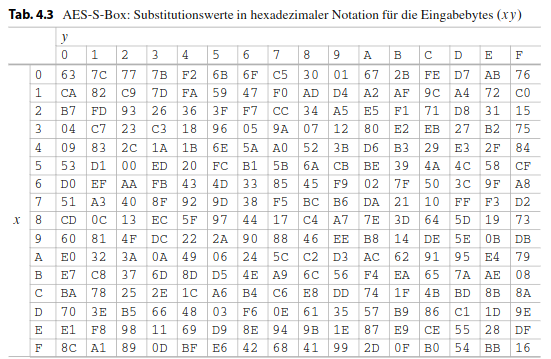 Tab. 4.3 AES-S-Box: Substitutionswerte in hexadezimaler Notation für die Eingabebytes (xy)
y
0 1 2 3 4 5 6 7 8 9 A B C D E F
0 63 7C 77 7B F2 6B 6F C5 30 01 67 2B FE D7 AB 76
1 CA 82 C9 7D FA 59 47 F0 AD D4 A2 AF 9C A4 72 C0
2 B7 FD 93 26 36 3F F7 CC 34 A5 E5 F1 71 D8 31 15
3 04 C7 23 C3 18 96 05 9A 07 12 80 E2 EB 27 B2 75
4 09 83 2C 1A 1B 6E 5A A0 52 3B D6 B3 29 E3 2F 84
5 53 D1 00 ED 20 FC B1 5B 6A CB BE 39 4A 4C 58 CF
6 D0 EF AA FB 43 4D 33 85 45 F9 02 7F 50 3C 9F A8
7 51 A3 40 8F 92 9D 38 F5 BC B6 DA 21 10 FF F3 D2
x 8 CD 0C 13 EC 5F 97 44 17 C4 A7 7E 3D 64 5D 19 73
9 60 81 4F DC 22 2A 90 88 46 EE B8 14 DE 5E 0B DB
A E0 32 3A 0A 49 06 24 5C C2 D3 AC 62 91 95 E4 79
B E7 C8 37 6D 8D D5 4E A9 6C 56 F4 EA 65 7A AE 08
C BA 78 25 2E 1C A6 B4 C6 E8 DD 74 1F 4B BD 8B 8A
D 70 3E B5 66 48 03 F6 0E 61 35 57 B9 86 C1 1D 9E
E E1 F8 98 11 69 D9 8E 94 9B 1E 87 E9 CE 55 28 DF
F 8C A1 89 0D BF E6 42 68 41 99 2D 0F B0 54 BB 16